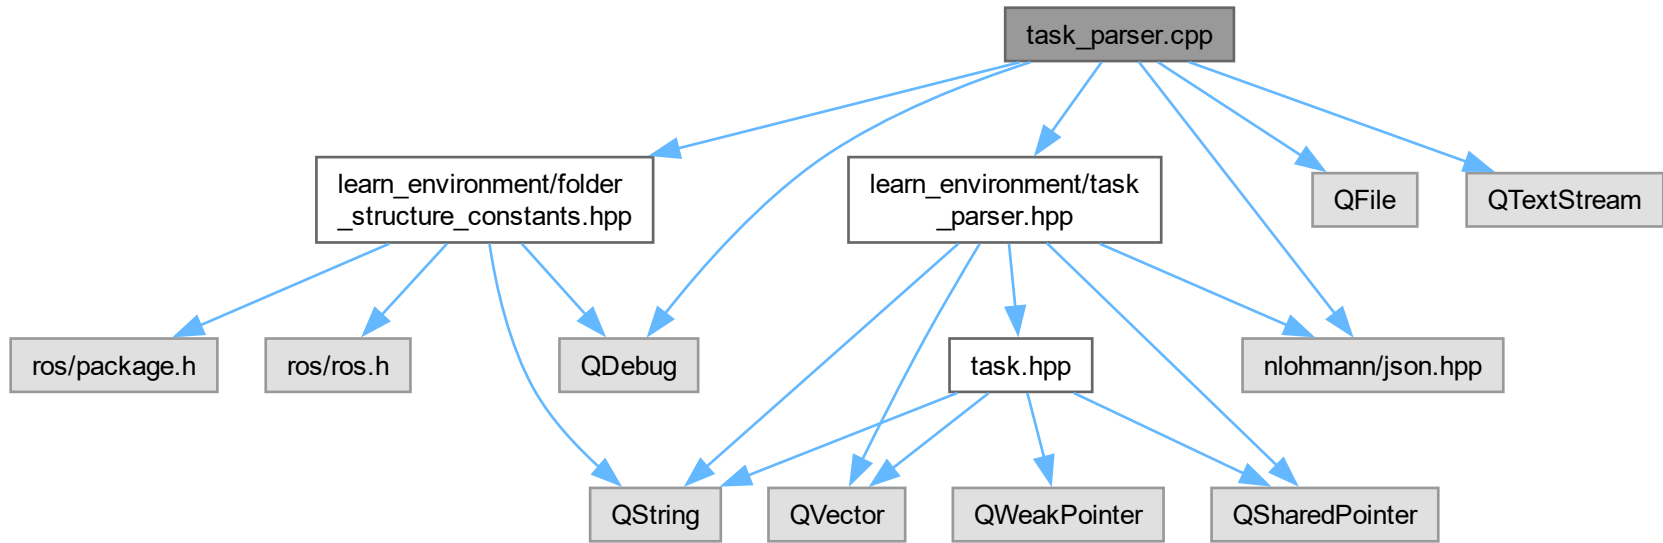 task_parser.cpp
learn_environment/folder
_structure_constants.hpp
learn_environment/task
_parser.hpp
QFile
QTextStream
ros/package.h
ros/ros.h
QDebug
task.hpp
nlohmann/json.hpp
QString
QVector
QWeakPointer
QSharedPointer